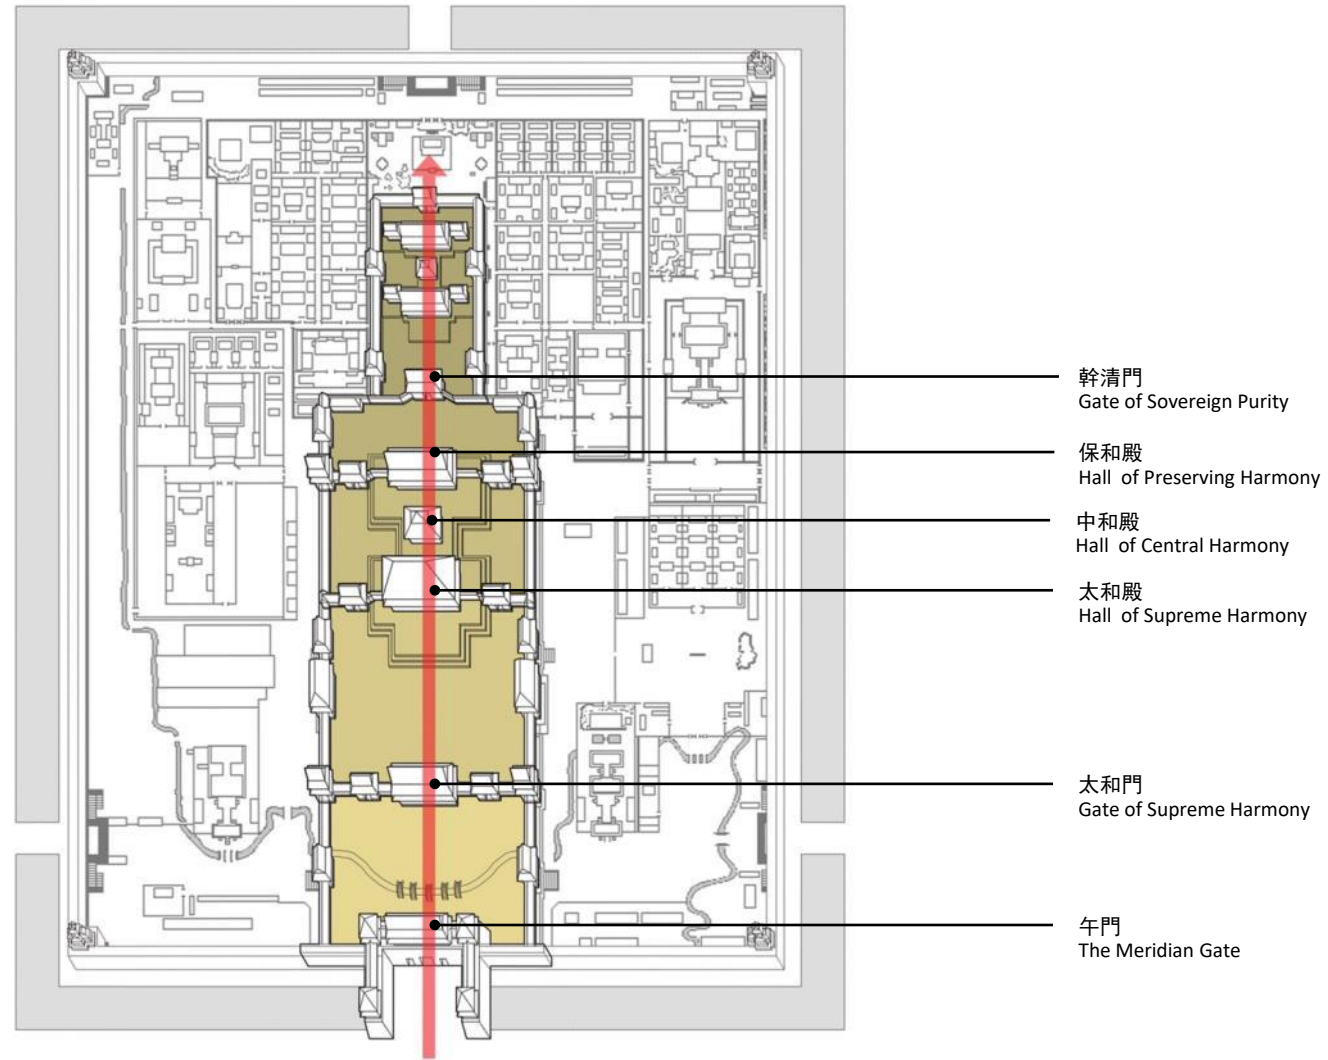 幹清門
Gate of Sovereign Purity
保和殿
Hall of Preserving Harmony
中和殿
Hall of Central Harmony
太和殿
Hall of Supreme Harmony
太和門
Gate of Supreme Harmony
午門
The Meridian Gate